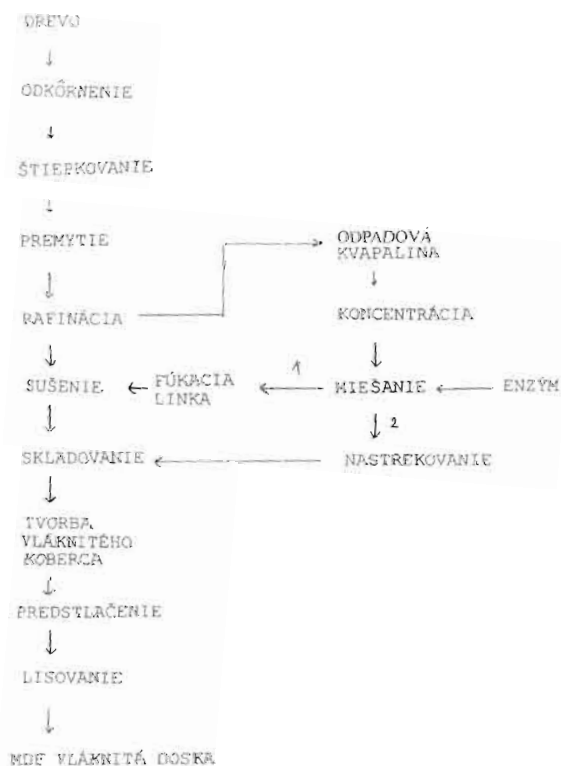 DREVO
ODKÔRNENIE
ŠTIEPKOVANIE
PREMYTIE
ODPADOVÁ
KVAPALINA
RAFINÁCIA
KONCENTRÁCIA
1
SUŠENIE
FÚKACIA
LINKA
MIEŠANIE
ENZÝM
2
SKLADOVANIE
NASTREKOVANIE
TVORBA
VLÁKNITÉHO
KOBERCA
PREDSTLAČENIE
LISOVANIE
MDF VLÁKNITÁ DOSKA